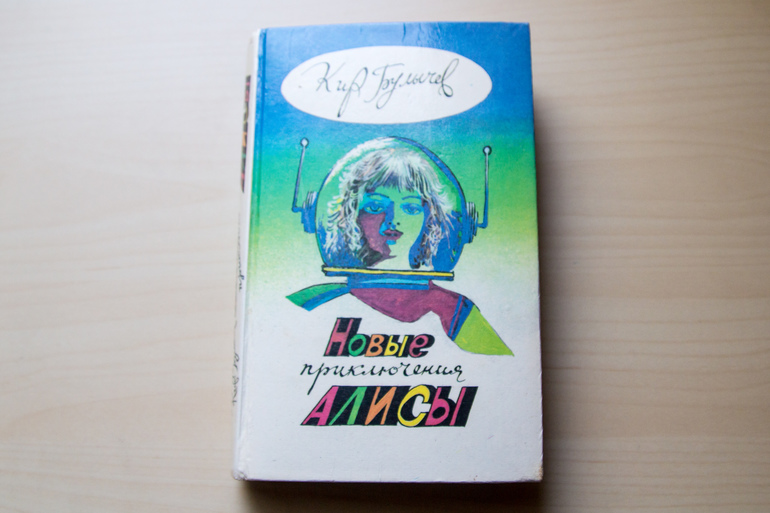 Кир Булычев
Новые
приключения
АЛИСЫ